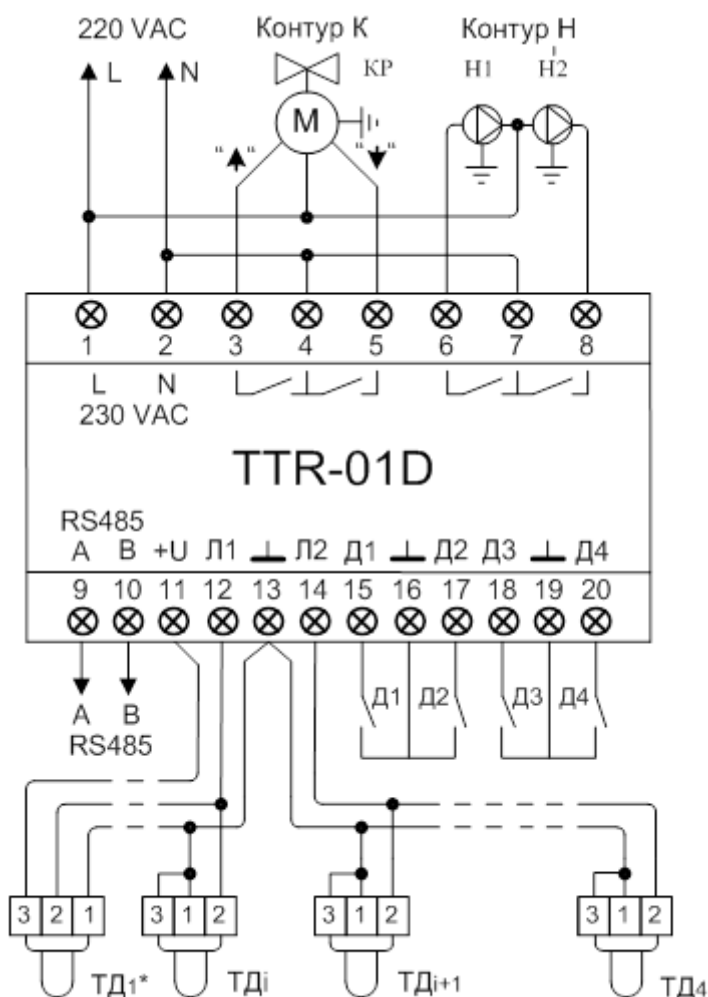 220 VAC Контур К Контур Н
L N КР Н1 Н2
М
" " " "
1 2 3 4 5 6 7 8
L N
230 VAC
TTR-01D
RS485
A B +U Л1 Л2 Д1 Д2 Д3 Д4
9 10 11 12 13 14 15 16 17 18 19 20
Д1 Д2 Д3 Д4
A B
RS485
3 2 1 3 1 2 3 1 2 3 1 2
ТД1* ТДi ТДi+1 ТД4